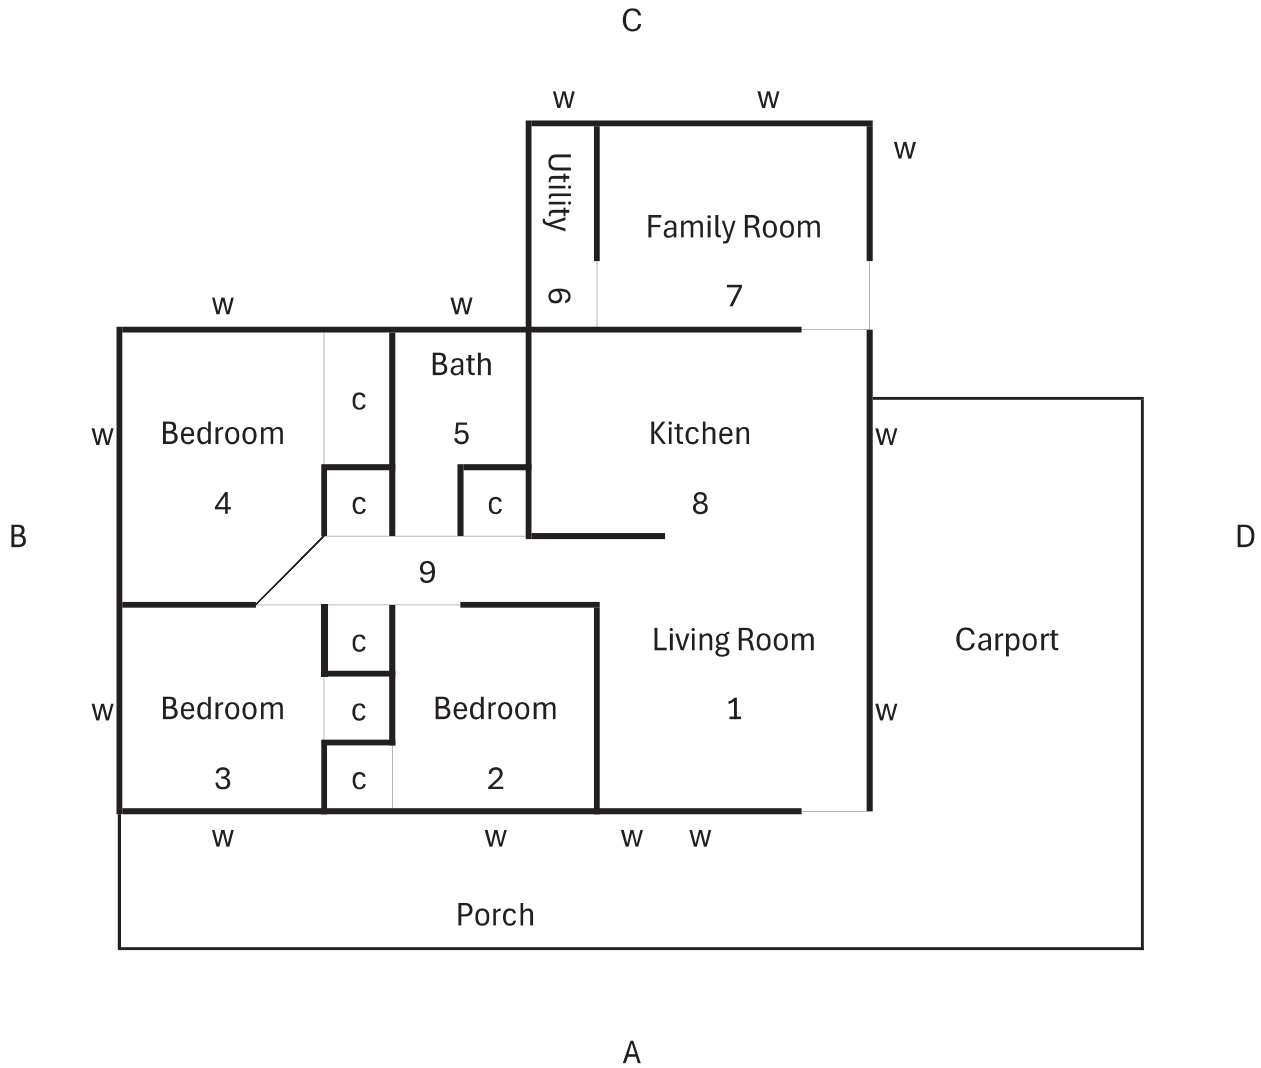 C
w w
w
Utility
Family Room
6 7
w w
Bath
c
w Bedroom 5 Kitchen w
4 c c 8
B D
9
c Living Room Carport
w Bedroom c Bedroom 1 w
3 c 2
w w w w
Porch
A